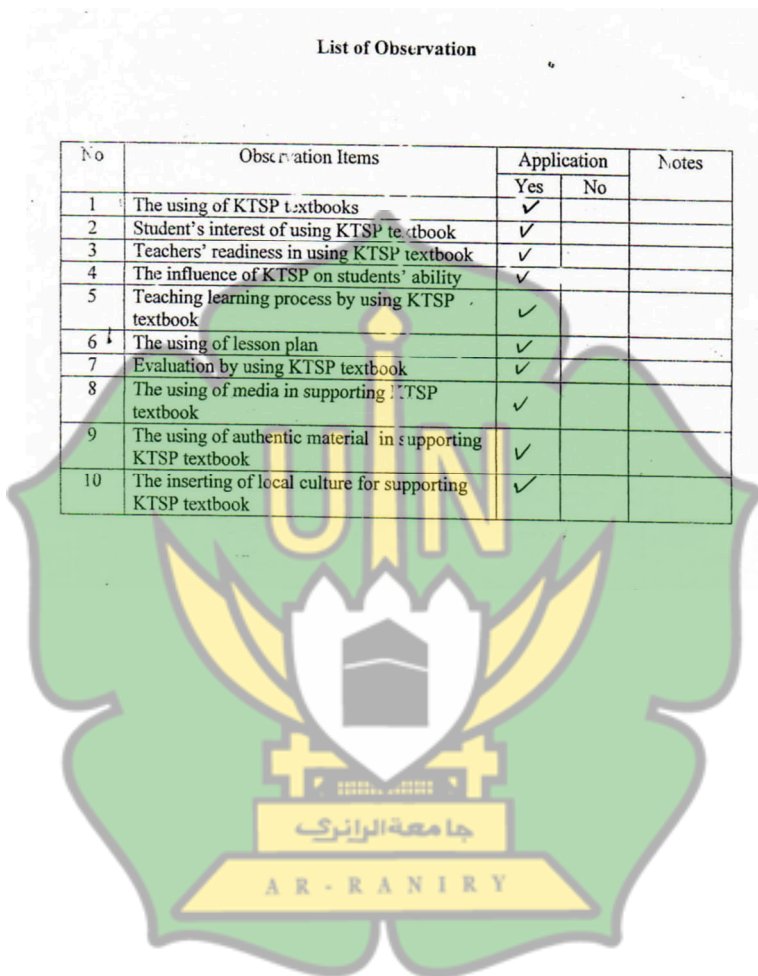 List of Observation
No Observation Items Application Notes
Yes No
1 The using of KTSP textbooks ✓
2 Student's interest of using KTSP textbook ✓
3 Teachers' readiness in using KTSP textbook ✓
4 The influence of KTSP on students' ability ✓
5 Teaching learning process by using KTSP
textbook ✓
6 The using of lesson plan ✓
7 Evaluation by using KTSP textbook ✓
8 The using of media in supporting KTSP
textbook ✓
9 The using of authentic material in supporting
KTSP textbook ✓
10 The inserting of local culture for supporting
KTSP textbook ✓
UIN
جامعة الرانري
AR-RANIRY